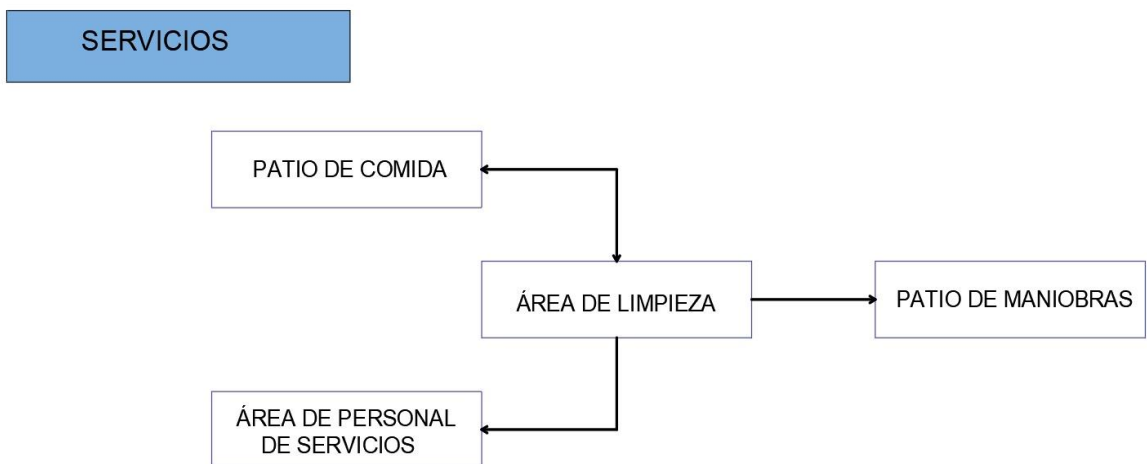 SERVICIOS
PATIO DE COMIDA
ÁREA DE LIMPIEZA
PATIO DE MANIOBRAS
ÁREA DE PERSONAL
DE SERVICIOS